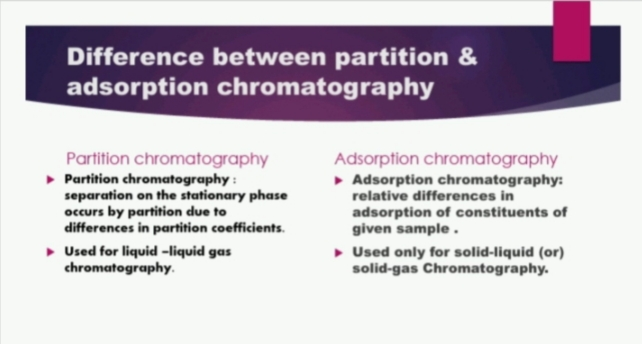 Difference between partition &
adsorption chromatography
Partition chromatography
Partition chromatography :
separation on the stationary phase
occurs by partition due to
differences in partition coefficients.
Used for liquid –liquid gas
chromatography.
Adsorption chromatography
Adsorption chromatography:
relative differences in
adsorption of constituents of
given sample .
Used only for solid-liquid (or)
solid-gas Chromatography.